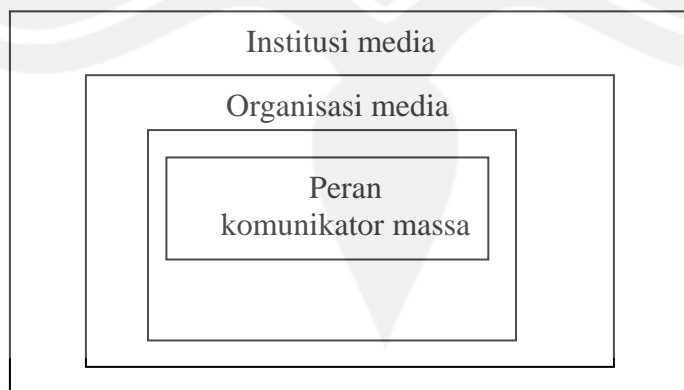 Institusi media
Organisasi media
Peran
komunikator massa